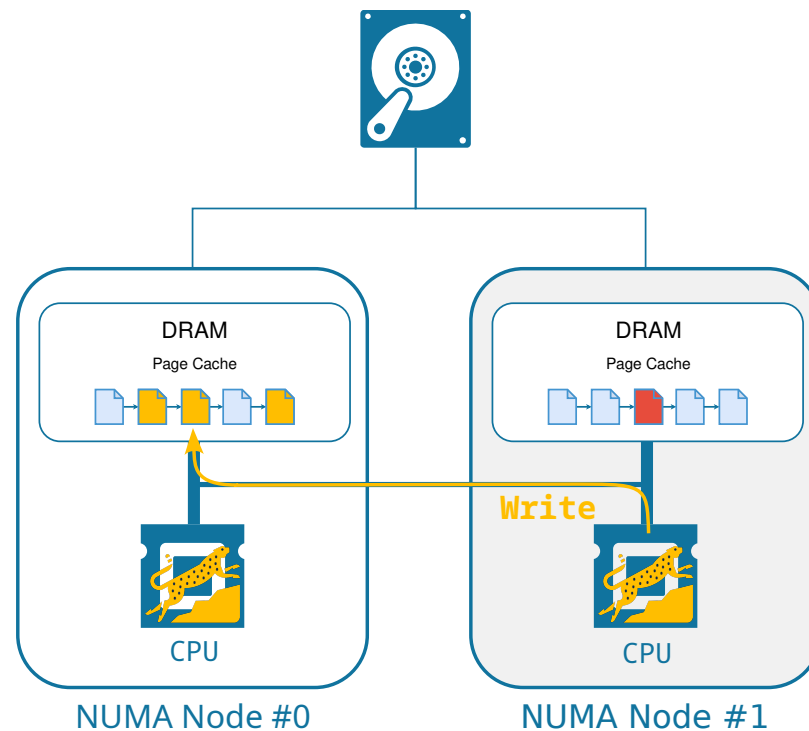 DRAM
Page Cache
CPU
NUMA Node #0
DRAM
Page Cache
Write
CPU
NUMA Node #1